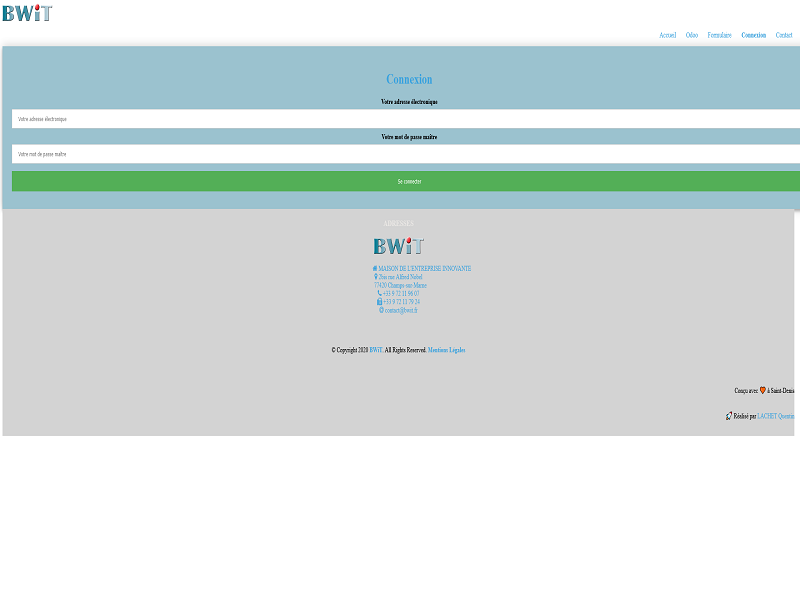 BWiT
Accueil Odoo Formulaire Connexion Contact
Connexion
Votre adresse électronique
Votre adresse électronique
Votre mot de passe maître
Votre mot de passe maître
Se connecter
ADRESSES
BWiT
MAISON DE L'ENTREPRISE INNOVANTE
2bis rue Alfred Nobel
77420 Champs-sur-Marne
+33 9 72 11 96 07
+33 9 72 13 79 24
contact@bwit.fr
© Copyright 2020 BWiT. All Rights Reserved. Mentions Légales
Conçu avec à Saint-Denis
Réalisé par LACHET Quentin